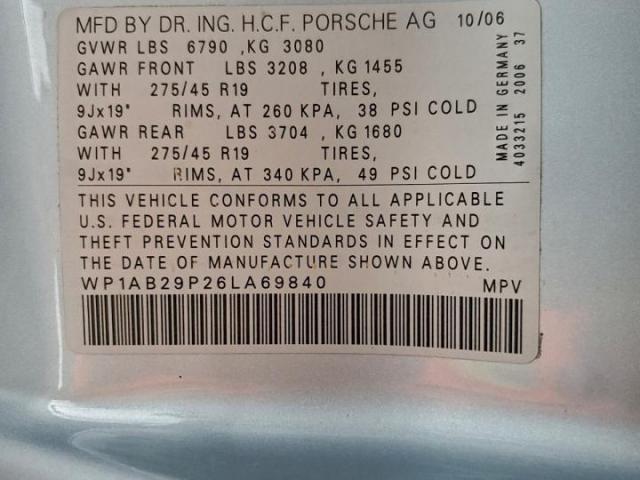 MFD BY DR. ING. H.C.F. PORSCHE AG 10/06
GVWR LBS 6790 ,KG 3080
GAWR FRONT LBS 3208 , KG 1455
WITH 275/45 R19 TIRES,
9Jx19" RIMS, AT 260 KPA, 38 PSI COLD
GAWR REAR LBS 3704 , KG 1680
WITH 275/45 R19 TIRES,
9Jx19" RIMS, AT 340 KPA, 49 PSI COLD
THIS VEHICLE CONFORMS TO ALL APPLICABLE
U.S. FEDERAL MOTOR VEHICLE SAFETY AND
THEFT PREVENTION STANDARDS IN EFFECT ON
THE DATE OF MANUFACTURE SHOWN ABOVE.
WP1AB29P26LA69840 MPV
MADE IN GERMANY
4033215 2006 37